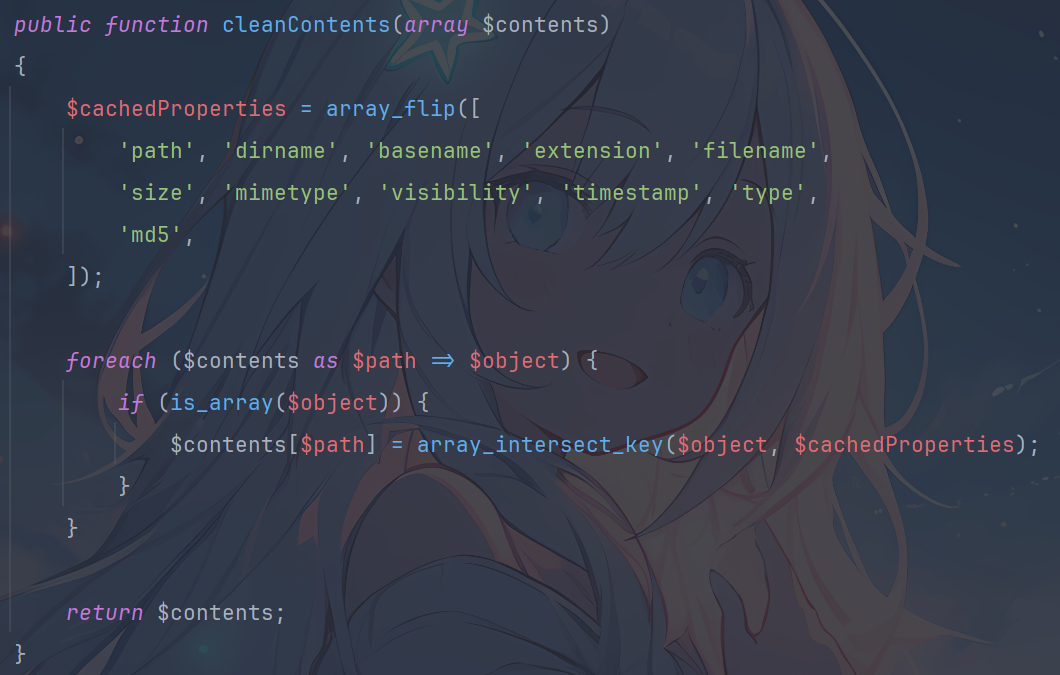 public function cleanContents(array $contents)
{
    $cachedProperties = array_flip([
        'path', 'dirname', 'basename', 'extension', 'filename',
        'size', 'mimetype', 'visibility', 'timestamp', 'type',
        'md5',
    ]);

    foreach ($contents as $path => $object) {
        if (is_array($object)) {
            $contents[$path] = array_intersect_key($object, $cachedProperties);
        }
    }

    return $contents;
}